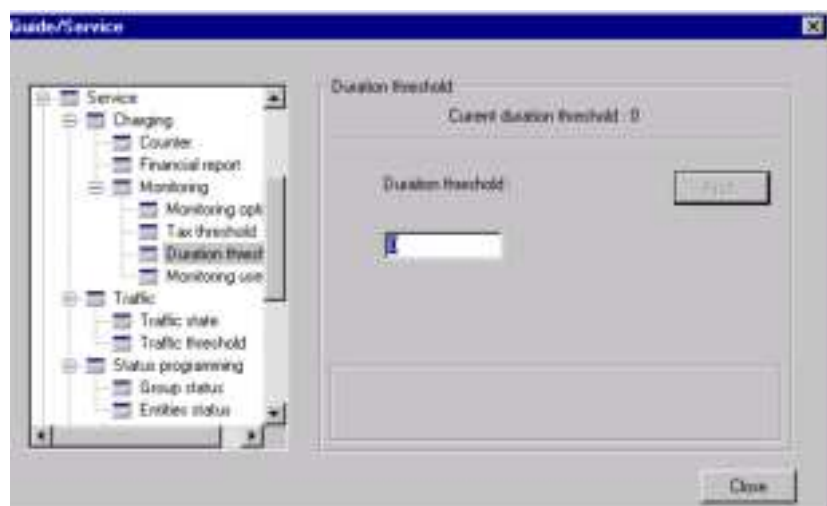 Guide/Service
Service
Charging
Counter
Financial report
Monitoring
Monitoring opti
Tax threshold
Duration thresh
Monitoring use
Traffic
Traffic state
Traffic threshold
Status programming
Group status
Entities status
Duration threshold
Current duration threshold : 0
Duration threshold
Close